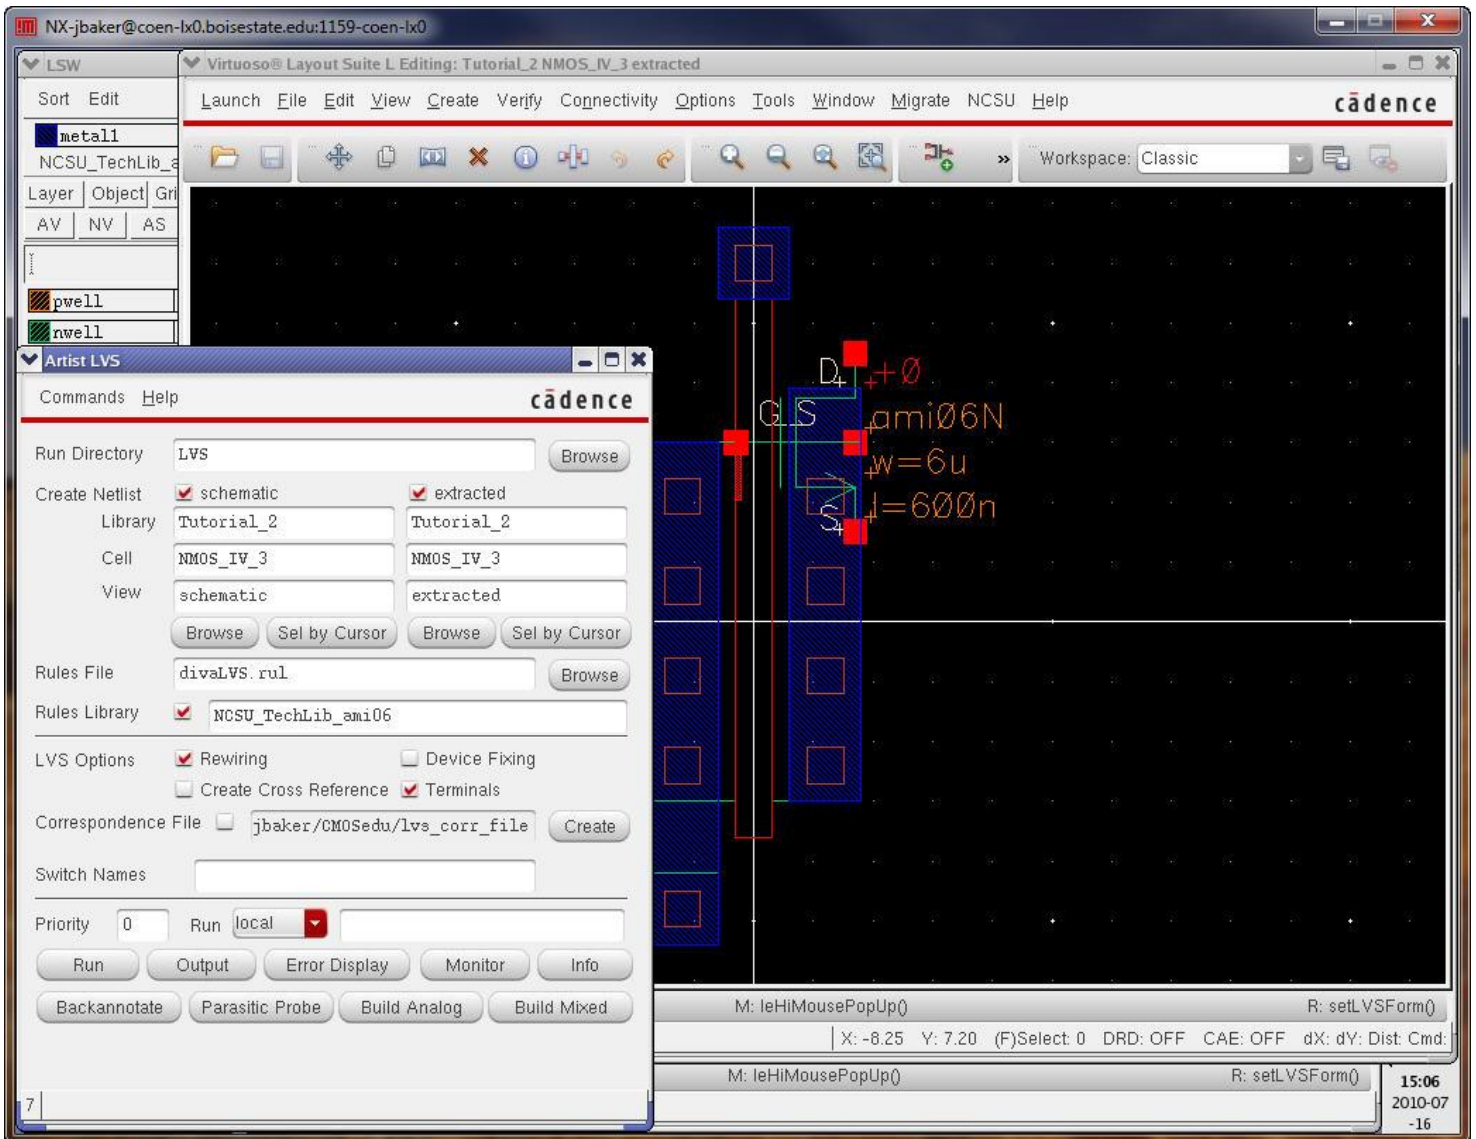 NX-jbaker@coen-lx0.boisestate.edu:1159-coen-lx0
LSW
Virtuoso® Layout Suite L Editing: Tutorial_2 NMOS_IV_3 extracted
Sort Edit
Launch File Edit View Create Verify Connectivity Options Tools Window Migrate NCSU Help
cādence
metal1
NCSU_TechLib_a
» Workspace: Classic
Layer Object Gri
AV NV AS
pwell
nwell
D +0
G S ami06N
w=6u
S l=600n
Artist LVS
Commands Help
cādence
Run Directory LVS Browse
Create Netlist schematic extracted
Library Tutorial_2 Tutorial_2
Cell NMOS_IV_3 NMOS_IV_3
View schematic extracted
Browse Sel by Cursor Browse Sel by Cursor
Rules File divaLVS.rul Browse
Rules Library NCSU_TechLib_ami06
LVS Options Rewiring Device Fixing
Create Cross Reference Terminals
Correspondence File jbaker/CMOSedu/lvs_corr_file Create
Switch Names
Priority 0 Run local
Run Output Error Display Monitor Info
Backannotate Parasitic Probe Build Analog Build Mixed
7
M: leHiMousePopUp() R: setLVSForm()
X: -8.25 Y: 7.20 (F)Select: 0 DRD: OFF CAE: OFF dX: dY: Dist: Cmd:
M: leHiMousePopUp() R: setLVSForm()
15:06
2010-07
-16